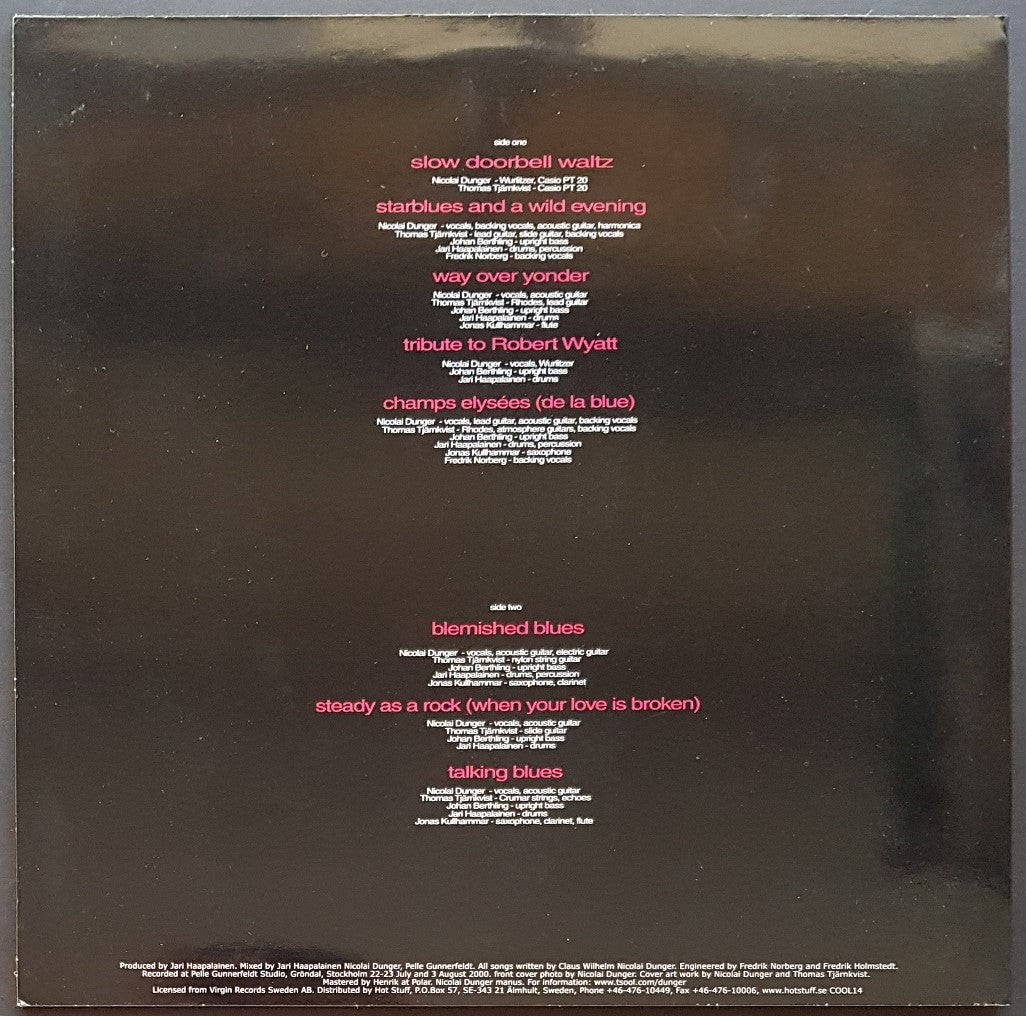 side one
slow doorbell waltz
Nicolai Dunger - Wurlitzer, Casio PT 20
Thomas Tjärnkvist - Casio PT 20
starblues and a wild evening
Nicolai Dunger - vocals, backing vocals, acoustic guitar, harmonica
Thomas Tjärnkvist - lead guitar, slide guitar, backing vocals
Johan Berthling - upright bass
Jari Haapalainen - drums, percussion
Fredrik Norberg - backing vocals
way over yonder
Nicolai Dunger - vocals, acoustic guitar
Thomas Tjärnkvist - Rhodes, lead guitar
Johan Berthling - upright bass
Jari Haapalainen - drums
Jonas Kullhammar - flute
tribute to Robert Wyatt
Nicolai Dunger - vocals, Wurlitzer
Johan Berthling - upright bass
Jari Haapalainen - drums
champs elysées (de la blue)
Nicolai Dunger - vocals, lead guitar, acoustic guitar, backing vocals
Thomas Tjärnkvist - Rhodes, atmosphere guitars, backing vocals
Johan Berthling - upright bass
Jari Haapalainen - drums, percussion
Jonas Kullhammar - saxophone
Fredrik Norberg - backing vocals
side two
blemished blues
Nicolai Dunger - vocals, acoustic guitar, electric guitar
Thomas Tjärnkvist - nylon string guitar
Johan Berthling - upright bass
Jari Haapalainen - drums, percussion
Jonas Kullhammar - saxophone, clarinet
steady as a rock (when your love is broken)
Nicolai Dunger - vocals, acoustic guitar
Thomas Tjärnkvist - slide guitar
Johan Berthling - upright bass
Jari Haapalainen - drums
talking blues
Nicolai Dunger - vocals, acoustic guitar
Thomas Tjärnkvist - Crumar strings, echoes
Johan Berthling - upright bass
Jari Haapalainen - drums
Jonas Kullhammar - saxophone, clarinet, flute
Produced by Jari Haapalainen. Mixed by Jari Haapalainen Nicolai Dunger, Pelle Gunnerfeldt. All songs written by Claus Wilhelm Nicolai Dunger. Engineered by Fredrik Norberg and Fredrik Holmstedt.
Recorded at Pelle Gunnerfeldt Studio, Gröndal, Stockholm 22-23 July and 3 August 2000. front cover photo by Nicolai Dunger. Cover art work by Nicolai Dunger and Thomas Tjärnkvist.
Mastered by Henrik at Polar. Nicolai Dunger manus. For information: www.tsool.com/dunger
Licensed from Virgin Records Sweden AB. Distributed by Hot Stuff, P.O.Box 57, SE-343 21 Älmhult, Sweden, Phone +46-476-10449, Fax +46-476-10006, www.hotstuff.se COOL14